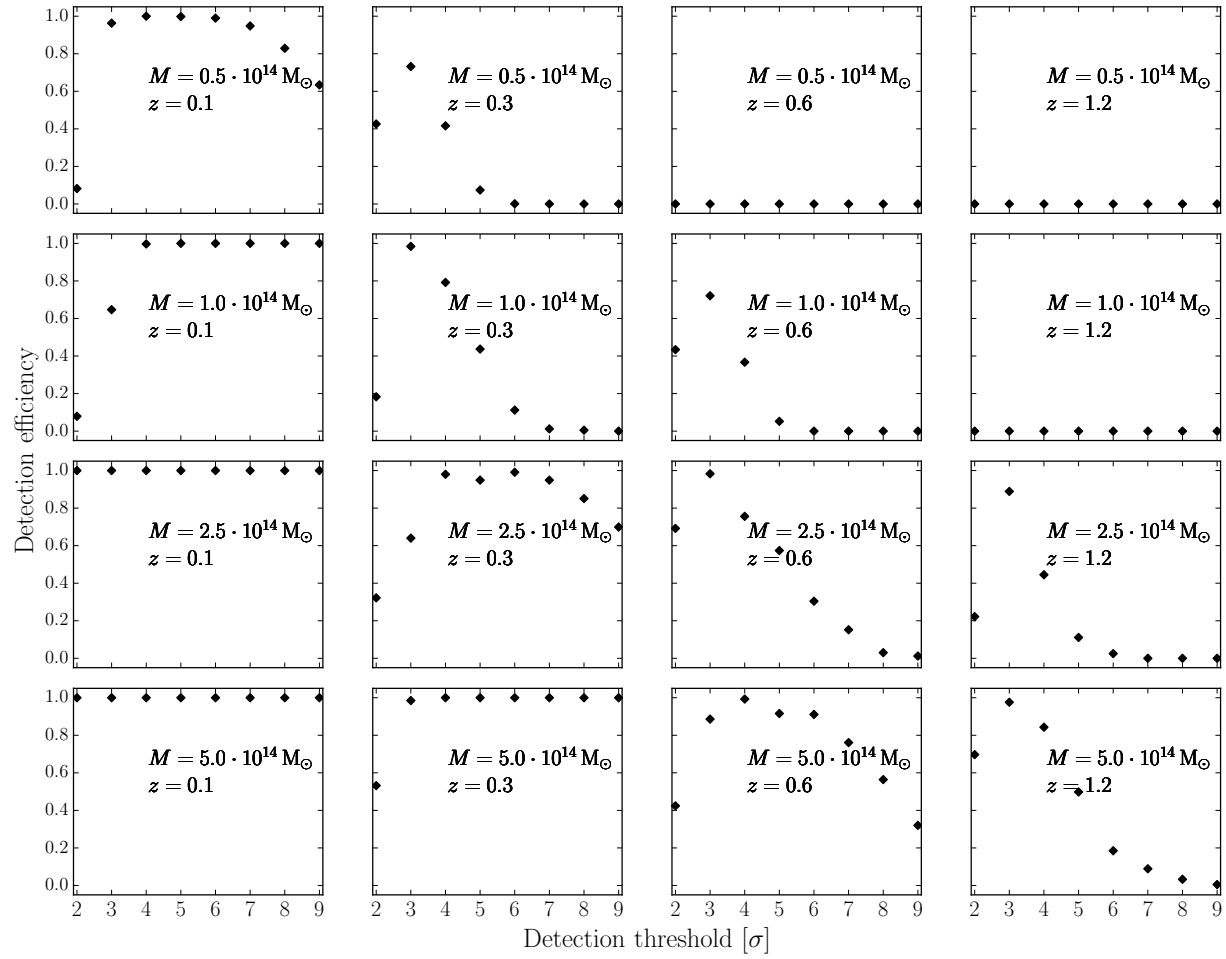 1.0
0.8
0.6
0.4
0.2
0.0
M = 0.5 · 10¹⁴ M⊙
z = 0.1
M = 0.5 · 10¹⁴ M⊙
z = 0.3
M = 0.5 · 10¹⁴ M⊙
z = 0.6
M = 0.5 · 10¹⁴ M⊙
z = 1.2
1.0
0.8
0.6
0.4
0.2
0.0
M = 1.0 · 10¹⁴ M⊙
z = 0.1
M = 1.0 · 10¹⁴ M⊙
z = 0.3
M = 1.0 · 10¹⁴ M⊙
z = 0.6
M = 1.0 · 10¹⁴ M⊙
z = 1.2
Detection efficiency
1.0
0.8
0.6
0.4
0.2
0.0
M = 2.5 · 10¹⁴ M⊙
z = 0.1
M = 2.5 · 10¹⁴ M⊙
z = 0.3
M = 2.5 · 10¹⁴ M⊙
z = 0.6
M = 2.5 · 10¹⁴ M⊙
z = 1.2
1.0
0.8
0.6
0.4
0.2
0.0
M = 5.0 · 10¹⁴ M⊙
z = 0.1
M = 5.0 · 10¹⁴ M⊙
z = 0.3
M = 5.0 · 10¹⁴ M⊙
z = 0.6
M = 5.0 · 10¹⁴ M⊙
z = 1.2
2 3 4 5 6 7 8 9
2 3 4 5 6 7 8 9
2 3 4 5 6 7 8 9
2 3 4 5 6 7 8 9
Detection threshold [σ]